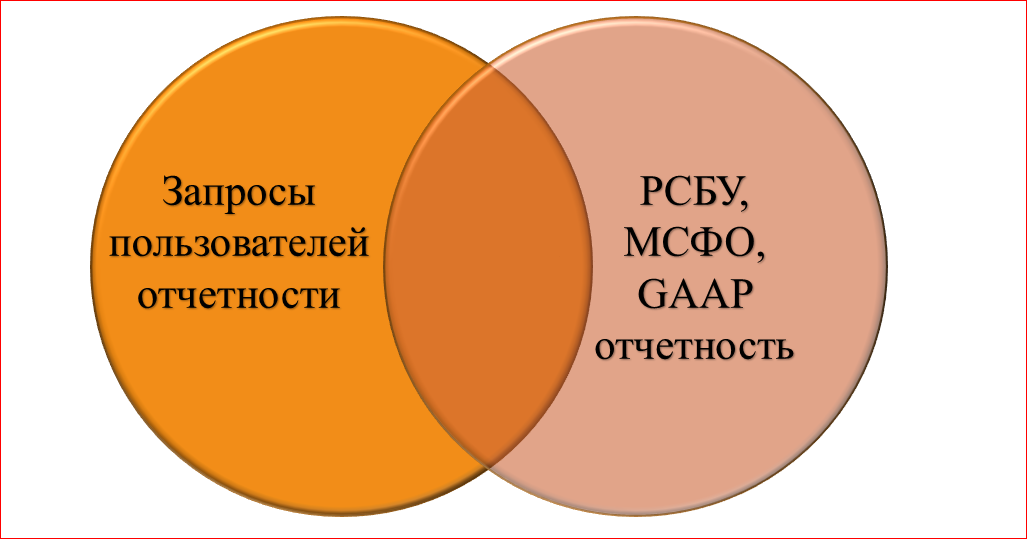 Запросы
пользователей
отчетности
РСБУ,
МСФО,
GAAP
отчетность